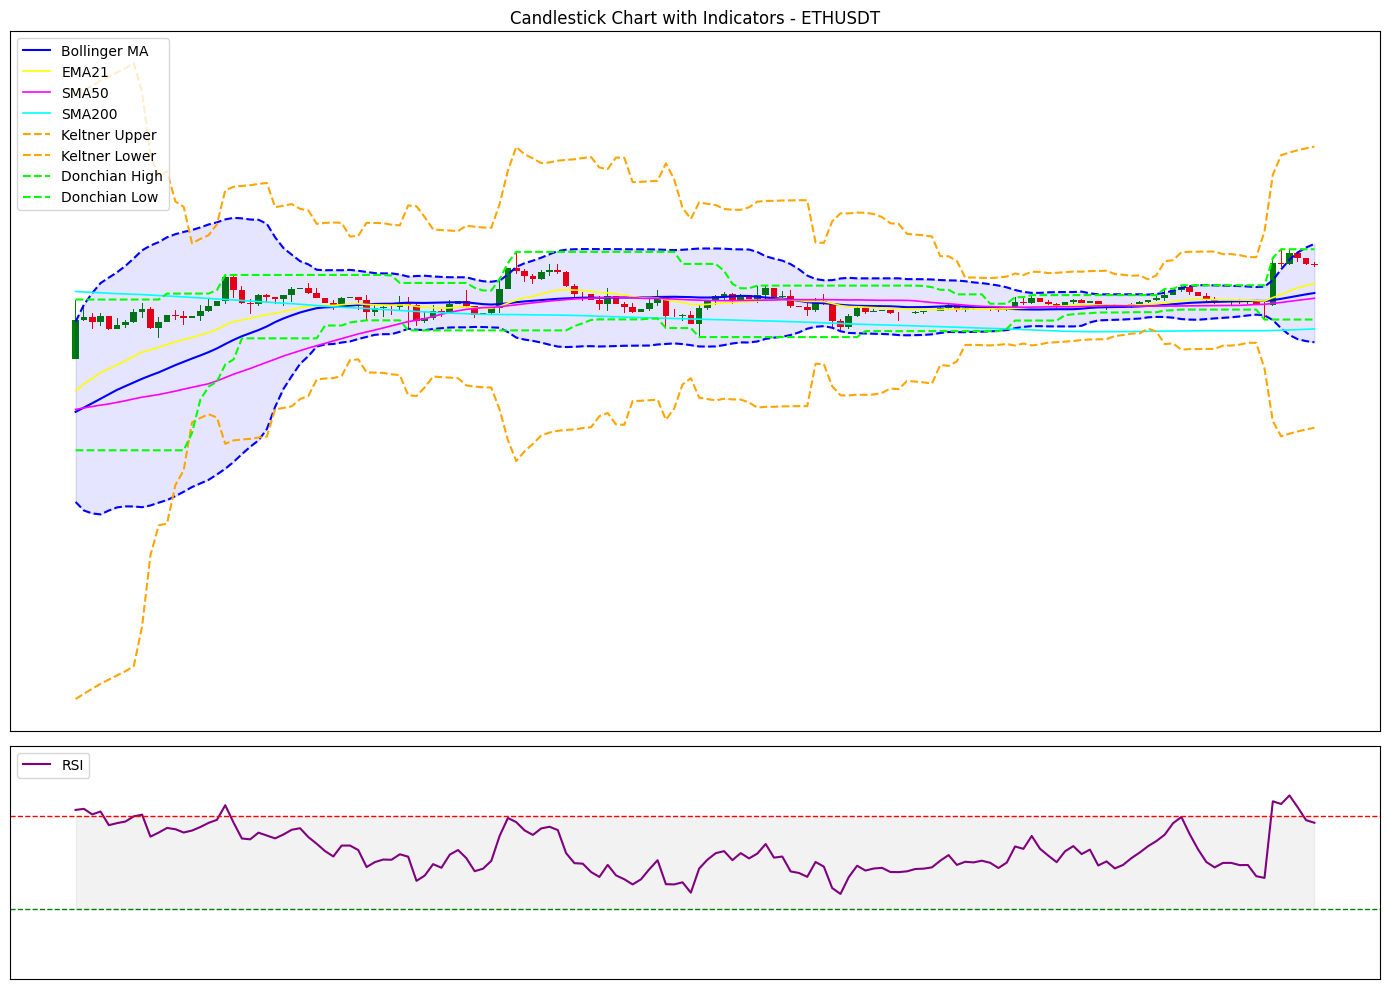 Candlestick Chart with Indicators - ETHUSDT
Bollinger MA
EMA21
SMA50
SMA200
Keltner Upper
Keltner Lower
Donchian High
Donchian Low
RSI